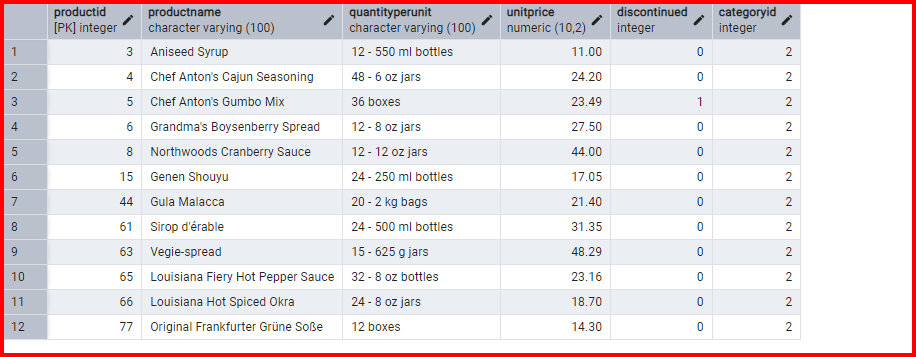 productid productname quantityperunit unitprice discontinued categoryid
[PK] integer character varying (100) character varying (100) numeric (10,2) integer integer
1 3 Aniseed Syrup 12 - 550 ml bottles 11.00 0 2
2 4 Chef Anton's Cajun Seasoning 48 - 6 oz jars 24.20 0 2
3 5 Chef Anton's Gumbo Mix 36 boxes 23.49 1 2
4 6 Grandma's Boysenberry Spread 12 - 8 oz jars 27.50 0 2
5 8 Northwoods Cranberry Sauce 12 - 12 oz jars 44.00 0 2
6 15 Genen Shouyu 24 - 250 ml bottles 17.05 0 2
7 44 Gula Malacca 20 - 2 kg bags 21.40 0 2
8 61 Sirop d'érable 24 - 500 ml bottles 31.35 0 2
9 63 Vegie-spread 15 - 625 g jars 48.29 0 2
10 65 Louisiana Fiery Hot Pepper Sauce 32 - 8 oz bottles 23.16 0 2
11 66 Louisiana Hot Spiced Okra 24 - 8 oz jars 18.70 0 2
12 77 Original Frankfurter Grüne Soße 12 boxes 14.30 0 2